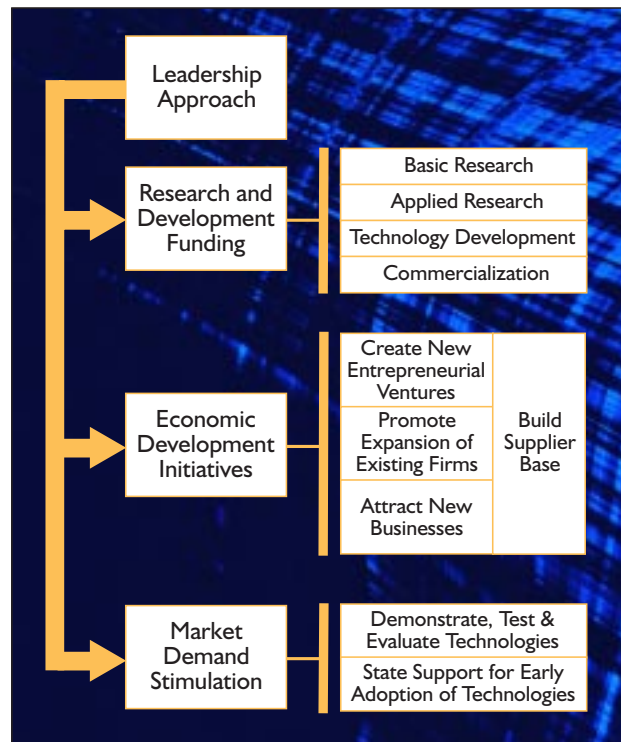 Leadership
Approach
Research and
Development
Funding
Basic Research
Applied Research
Technology Development
Commercialization
Economic
Development
Initiatives
Create New
Entrepreneurial
Ventures
Promote
Expansion of
Existing Firms
Attract New
Businesses
Build
Supplier
Base
Market
Demand
Stimulation
Demonstrate, Test &
Evaluate Technologies
State Support for Early
Adoption of Technologies